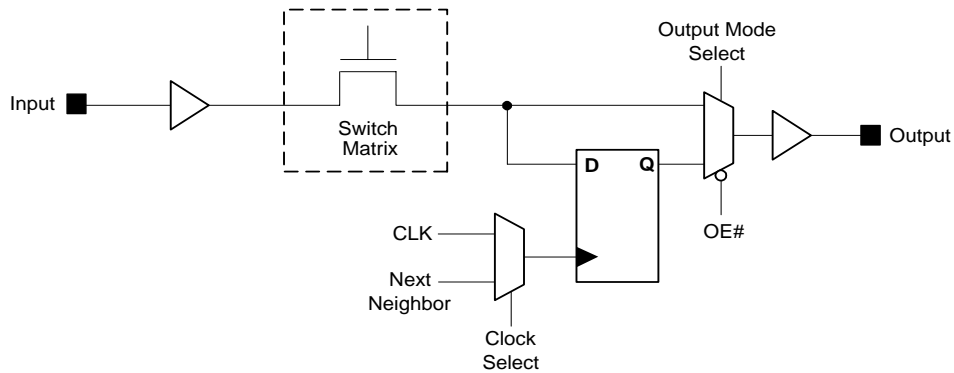 Output Mode
Select
Input
Switch
Matrix
Output
D
Q
CLK
OE#
Next
Neighbor
Clock
Select